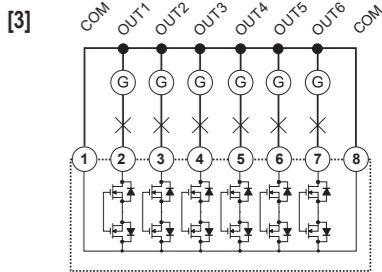 [3]
COM OUT1 OUT2 OUT3 OUT4 OUT5 OUT6 COM
G G G G G G
1 2 3 4 5 6 7 8